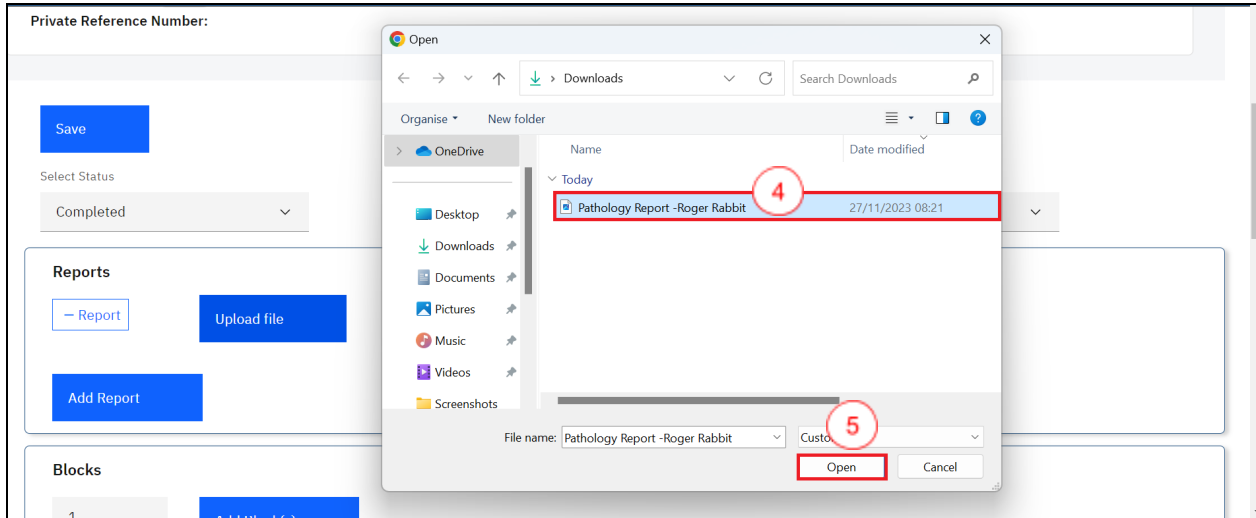 Private Reference Number:
Save
Select Status
Completed
Reports
— Report
Upload file
Add Report
Blocks
1
Open
Downloads
Search Downloads
Organise
New folder
?
OneDrive
Name
Date modified
Today
Desktop
Downloads
Documents
Pictures
Music
Videos
Screenshots
Pathology Report -Roger Rabbit
27/11/2023 08:21
4
File name:
Pathology Report -Roger Rabbit
5
Open
Cancel